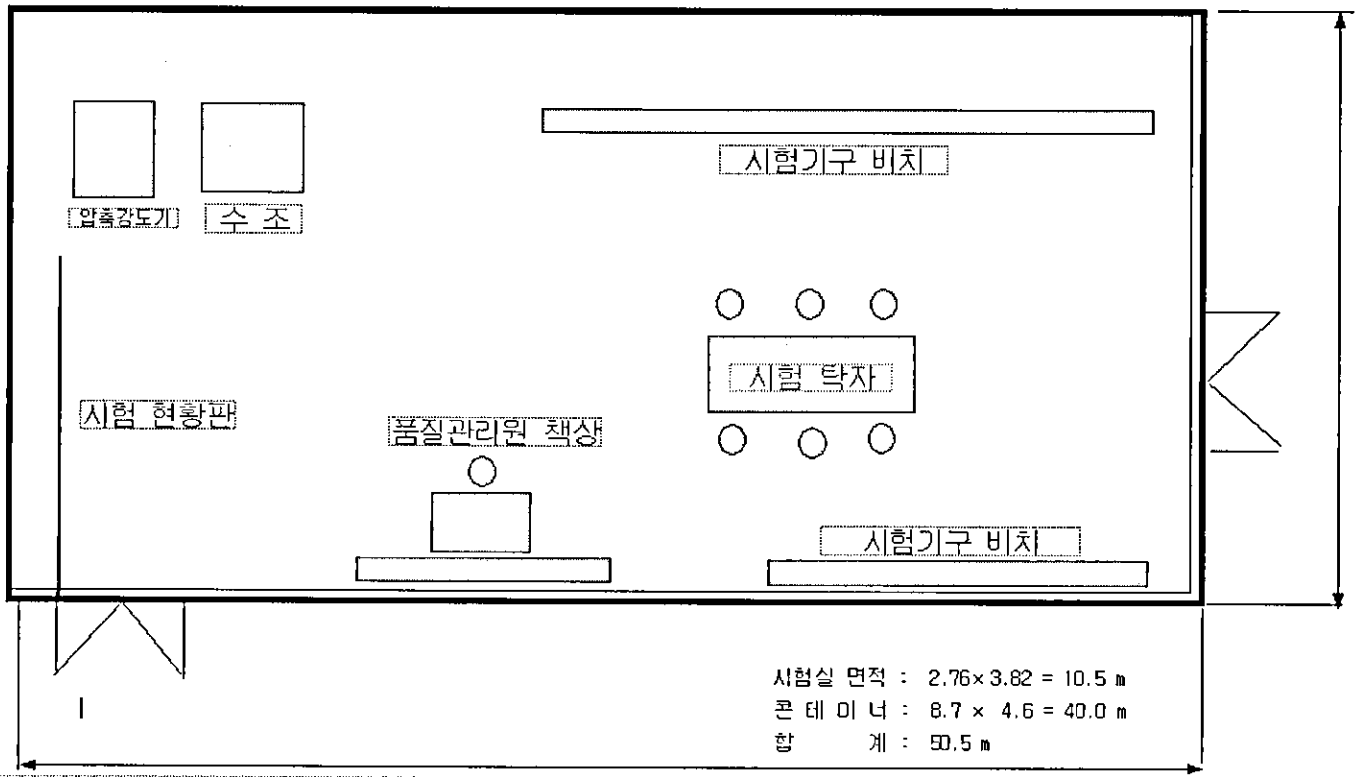 시험기구 비치
압축강도기 수 조
시험 탁자
시험 현황판
품질관리원 책상
시험기구 비치
시험실 면적 : 2.76×3.82 = 10.5 m
콘 테 이 너 : 8.7 × 4.6 = 40.0 m
합 계 : 50.5 m